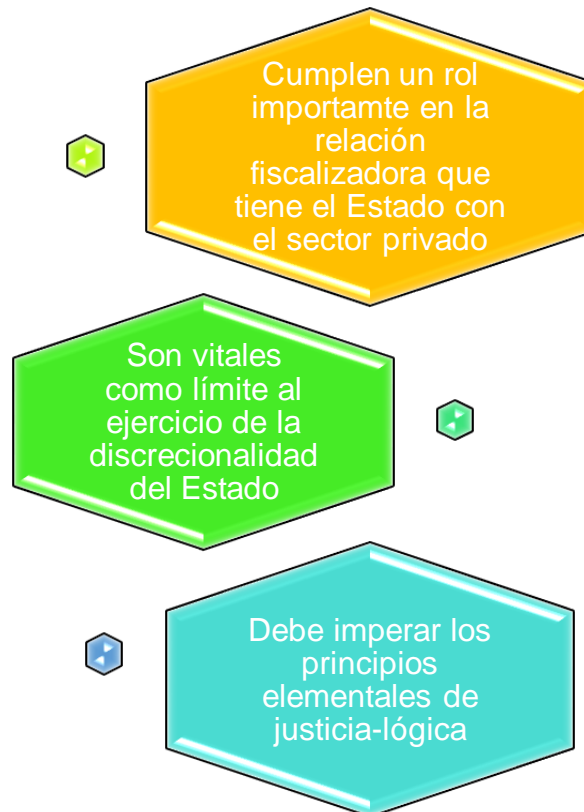 Cumplen un rol
importamte en la
relación
fiscalizadora que
tiene el Estado con
el sector privado
Son vitales
como límite al
ejercicio de la
discrecionalidad
del Estado
Debe imperar los
principios
elementales de
justicia-lógica